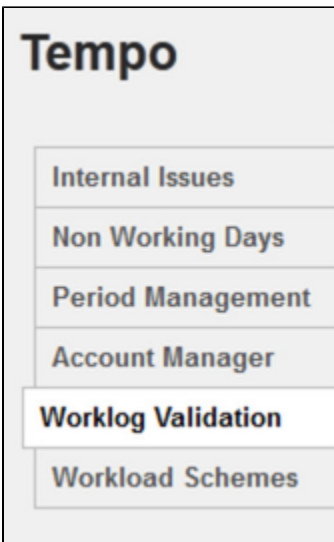 Tempo
Internal Issues
Non Working Days
Period Management
Account Manager
Worklog Validation
Workload Schemes